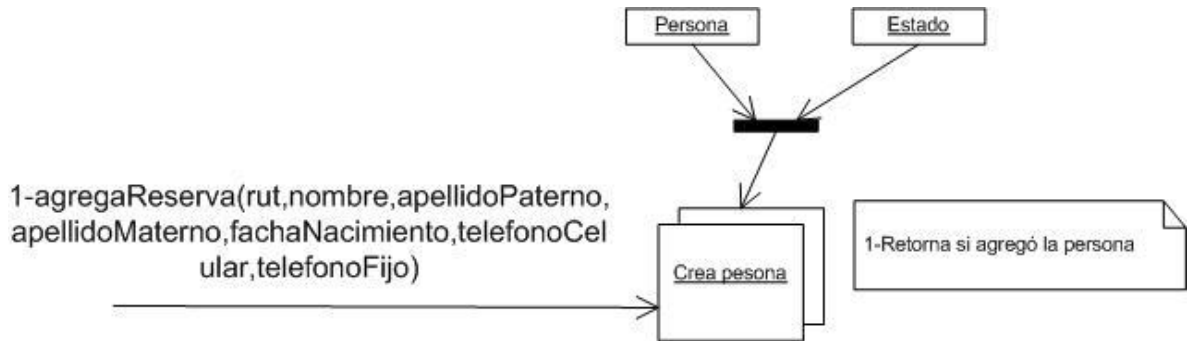 Persona
Estado
1-agregaReserva(rut,nombre,apellidoPaterno,
apellidoMaterno,fachaNacimiento,telefonoCel
ular,telefonoFijo)
Crea pesona
1-Retorna si agregó la persona